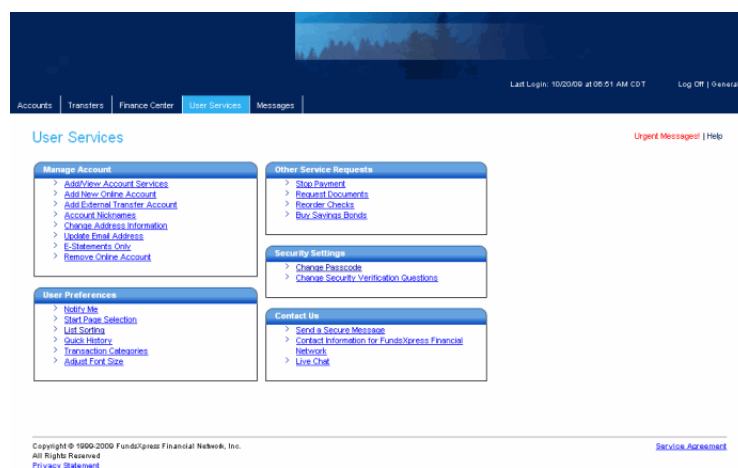 Last Login: 10/20/09 at 06:51 AM CDT Log Off | General
Accounts Transfers Finance Center User Services Messages
User Services
Urgent Messages! | Help
Manage Account
> Add/View Account Services
> Add New Online Account
> Add External Transfer Account
> Account Nicknames
> Change Address Information
> Update Email Address
> E-Statements Only
> Remove Online Account
User Preferences
> Notify Me
> Start Page Selection
> List Sorting
> Quick History
> Transaction Categories
> Adjust Font Size
Other Service Requests
> Stop Payment
> Request Documents
> Reorder Checks
> Buy Savings Bonds
Security Settings
> Change Passcode
> Change Security Verification Questions
Contact Us
> Send a Secure Message
> Contact Information for FundsXpress Financial
Network
> Live Chat
Copyright © 1999-2009 FundsXpress Financial Network, Inc.
All Rights Reserved
Privacy Statement
Service Agreement